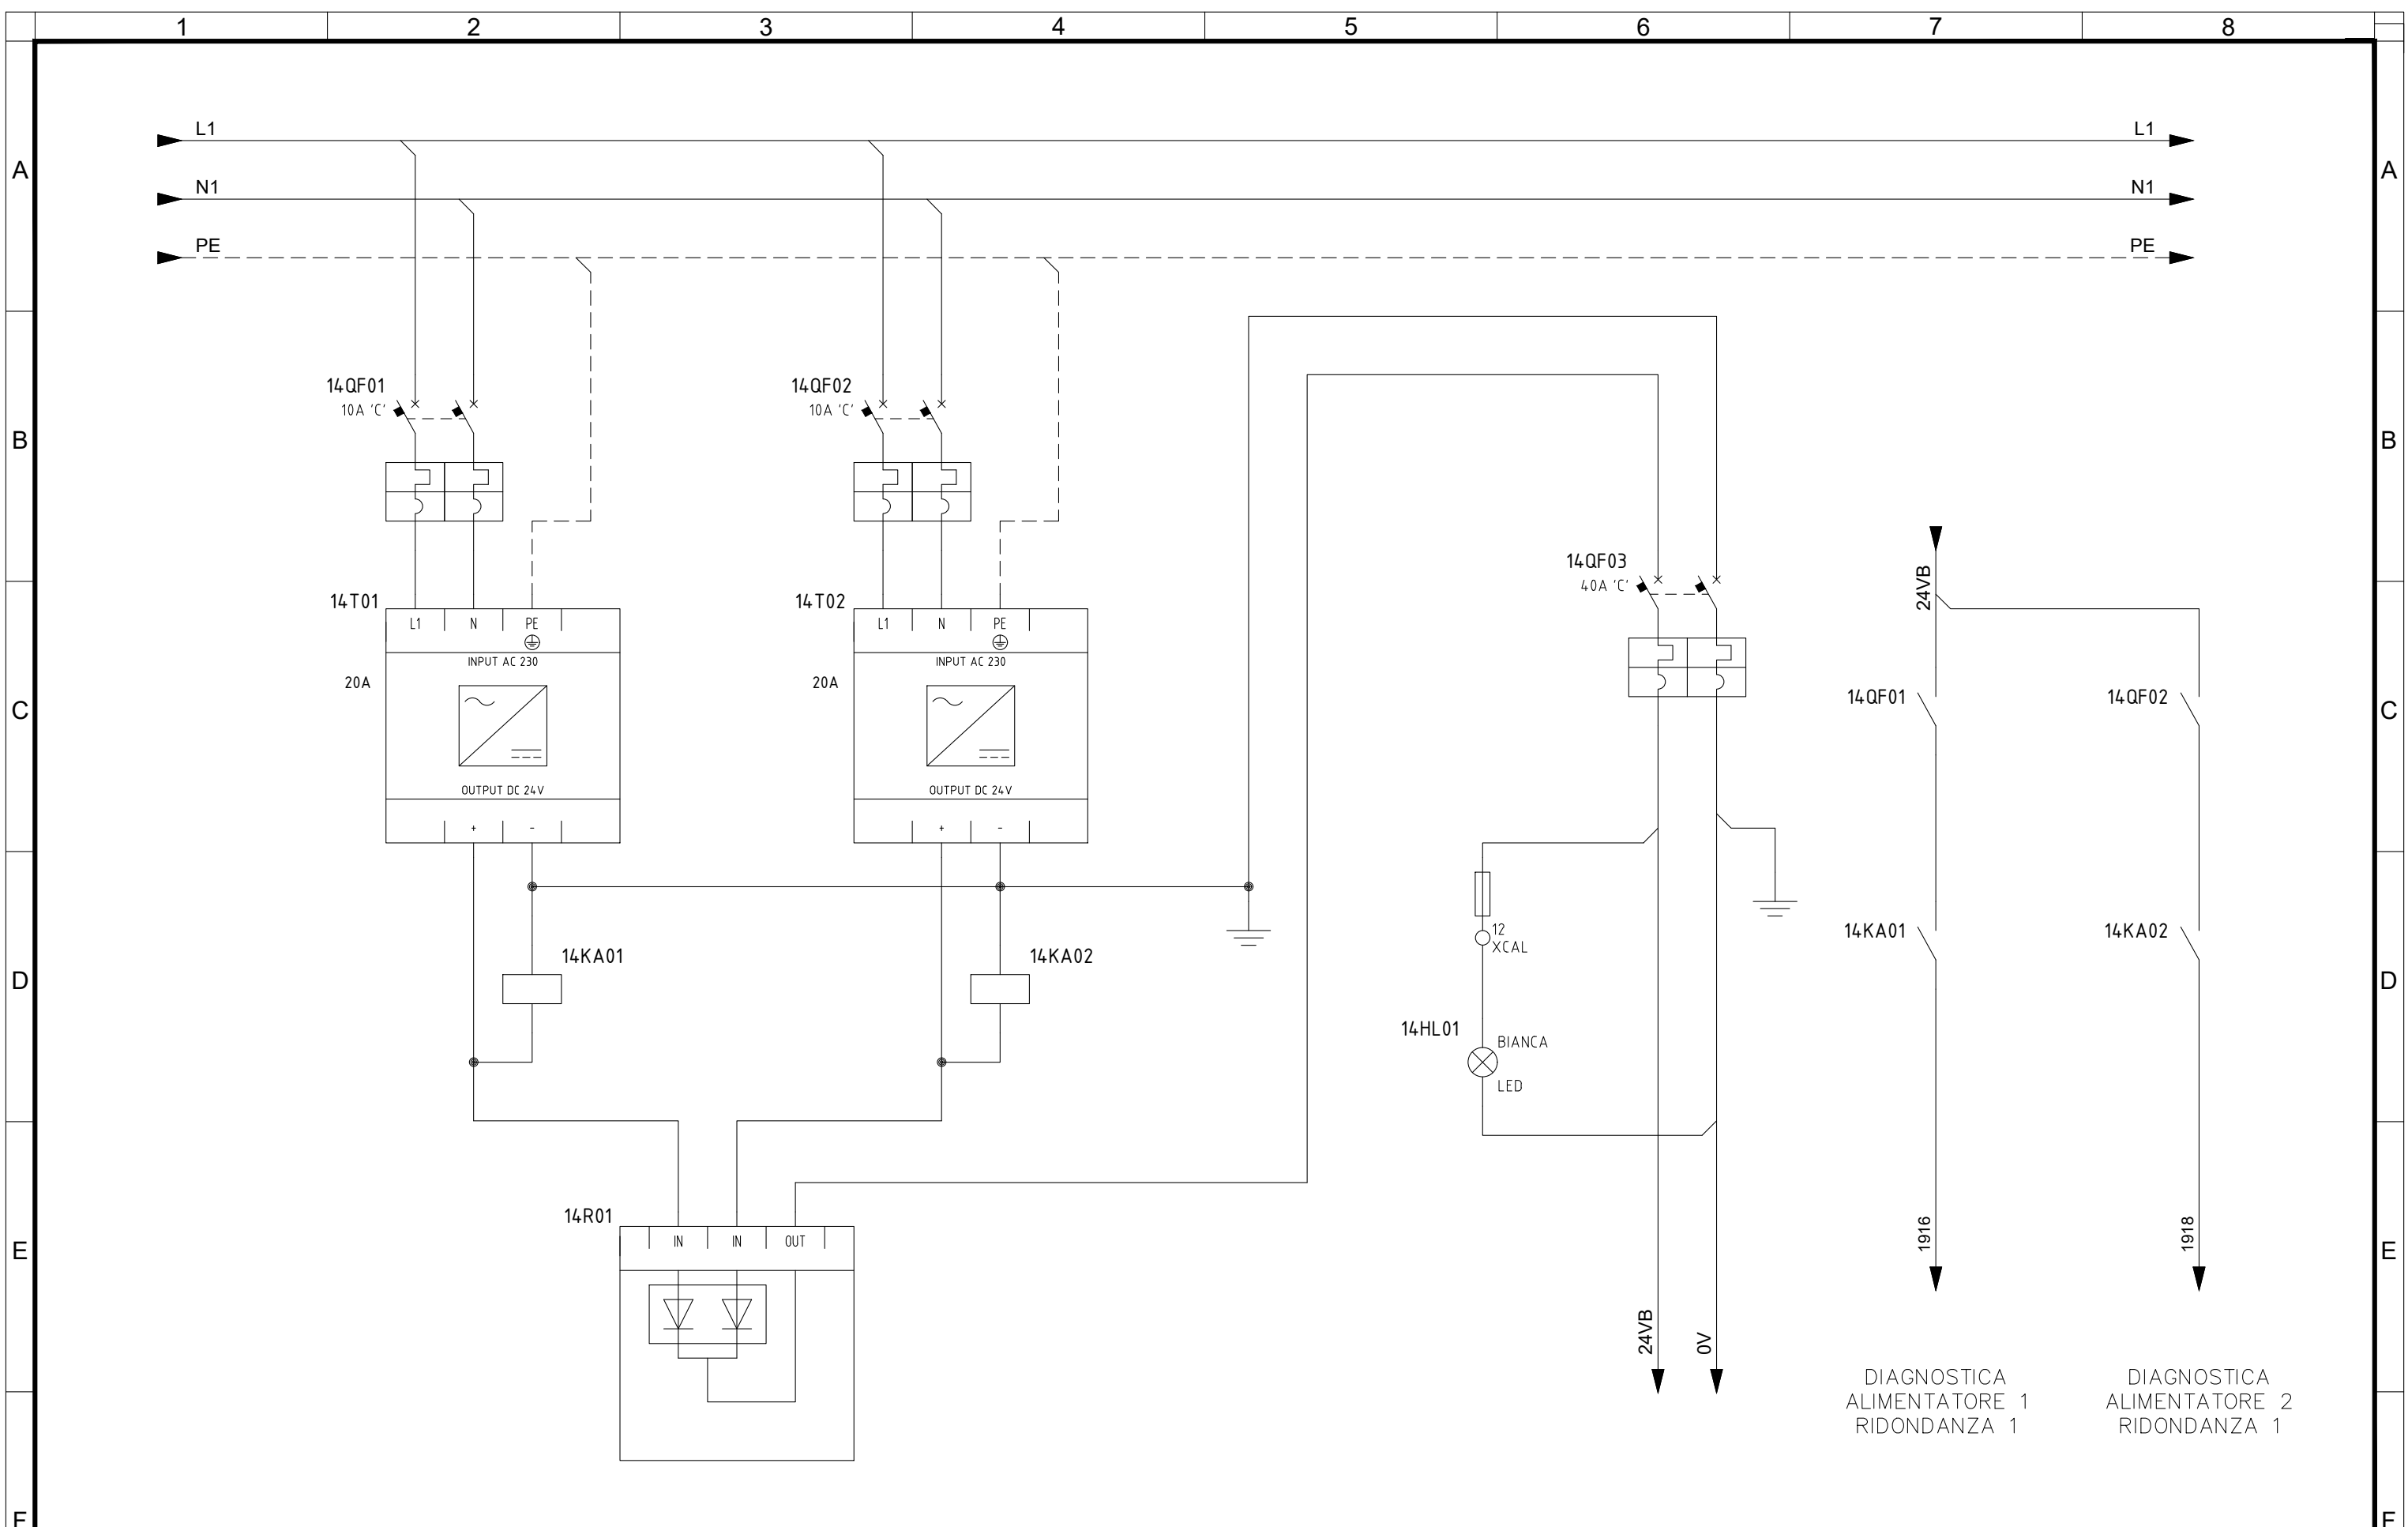 1 2 3 4 5 6 7 8
L1 L1
A A
N1 N1
PE PE
14QF01 14QF02
10A 'C' 10A 'C'
B B
14QF03
40A 'C'
24VB
14T01 14T02
L1 N PE L1 N PE
INPUT AC 230 INPUT AC 230
20A 20A
14QF01 14QF02
C C
OUTPUT DC 24V OUTPUT DC 24V
+ - + -
12
XCAL
14KA01 14KA02
14KA01 14KA02
D D
14HL01
BIANCA
LED
14R01
IN IN OUT
1916 1918
E E
24VB 0V
DIAGNOSTICA
ALIMENTATORE 1
RIDONDANZA 1
DIAGNOSTICA
ALIMENTATORE 2
RIDONDANZA 1
F F